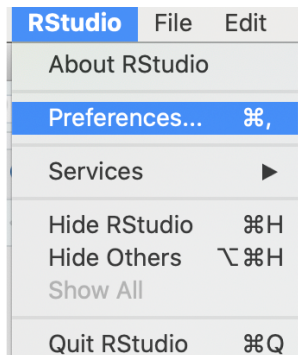 RStudio File Edit
About RStudio
Preferences... ⌘,
Services ▶
Hide RStudio ⌘H
Hide Others ⌥⌘H
Show All
Quit RStudio ⌘Q